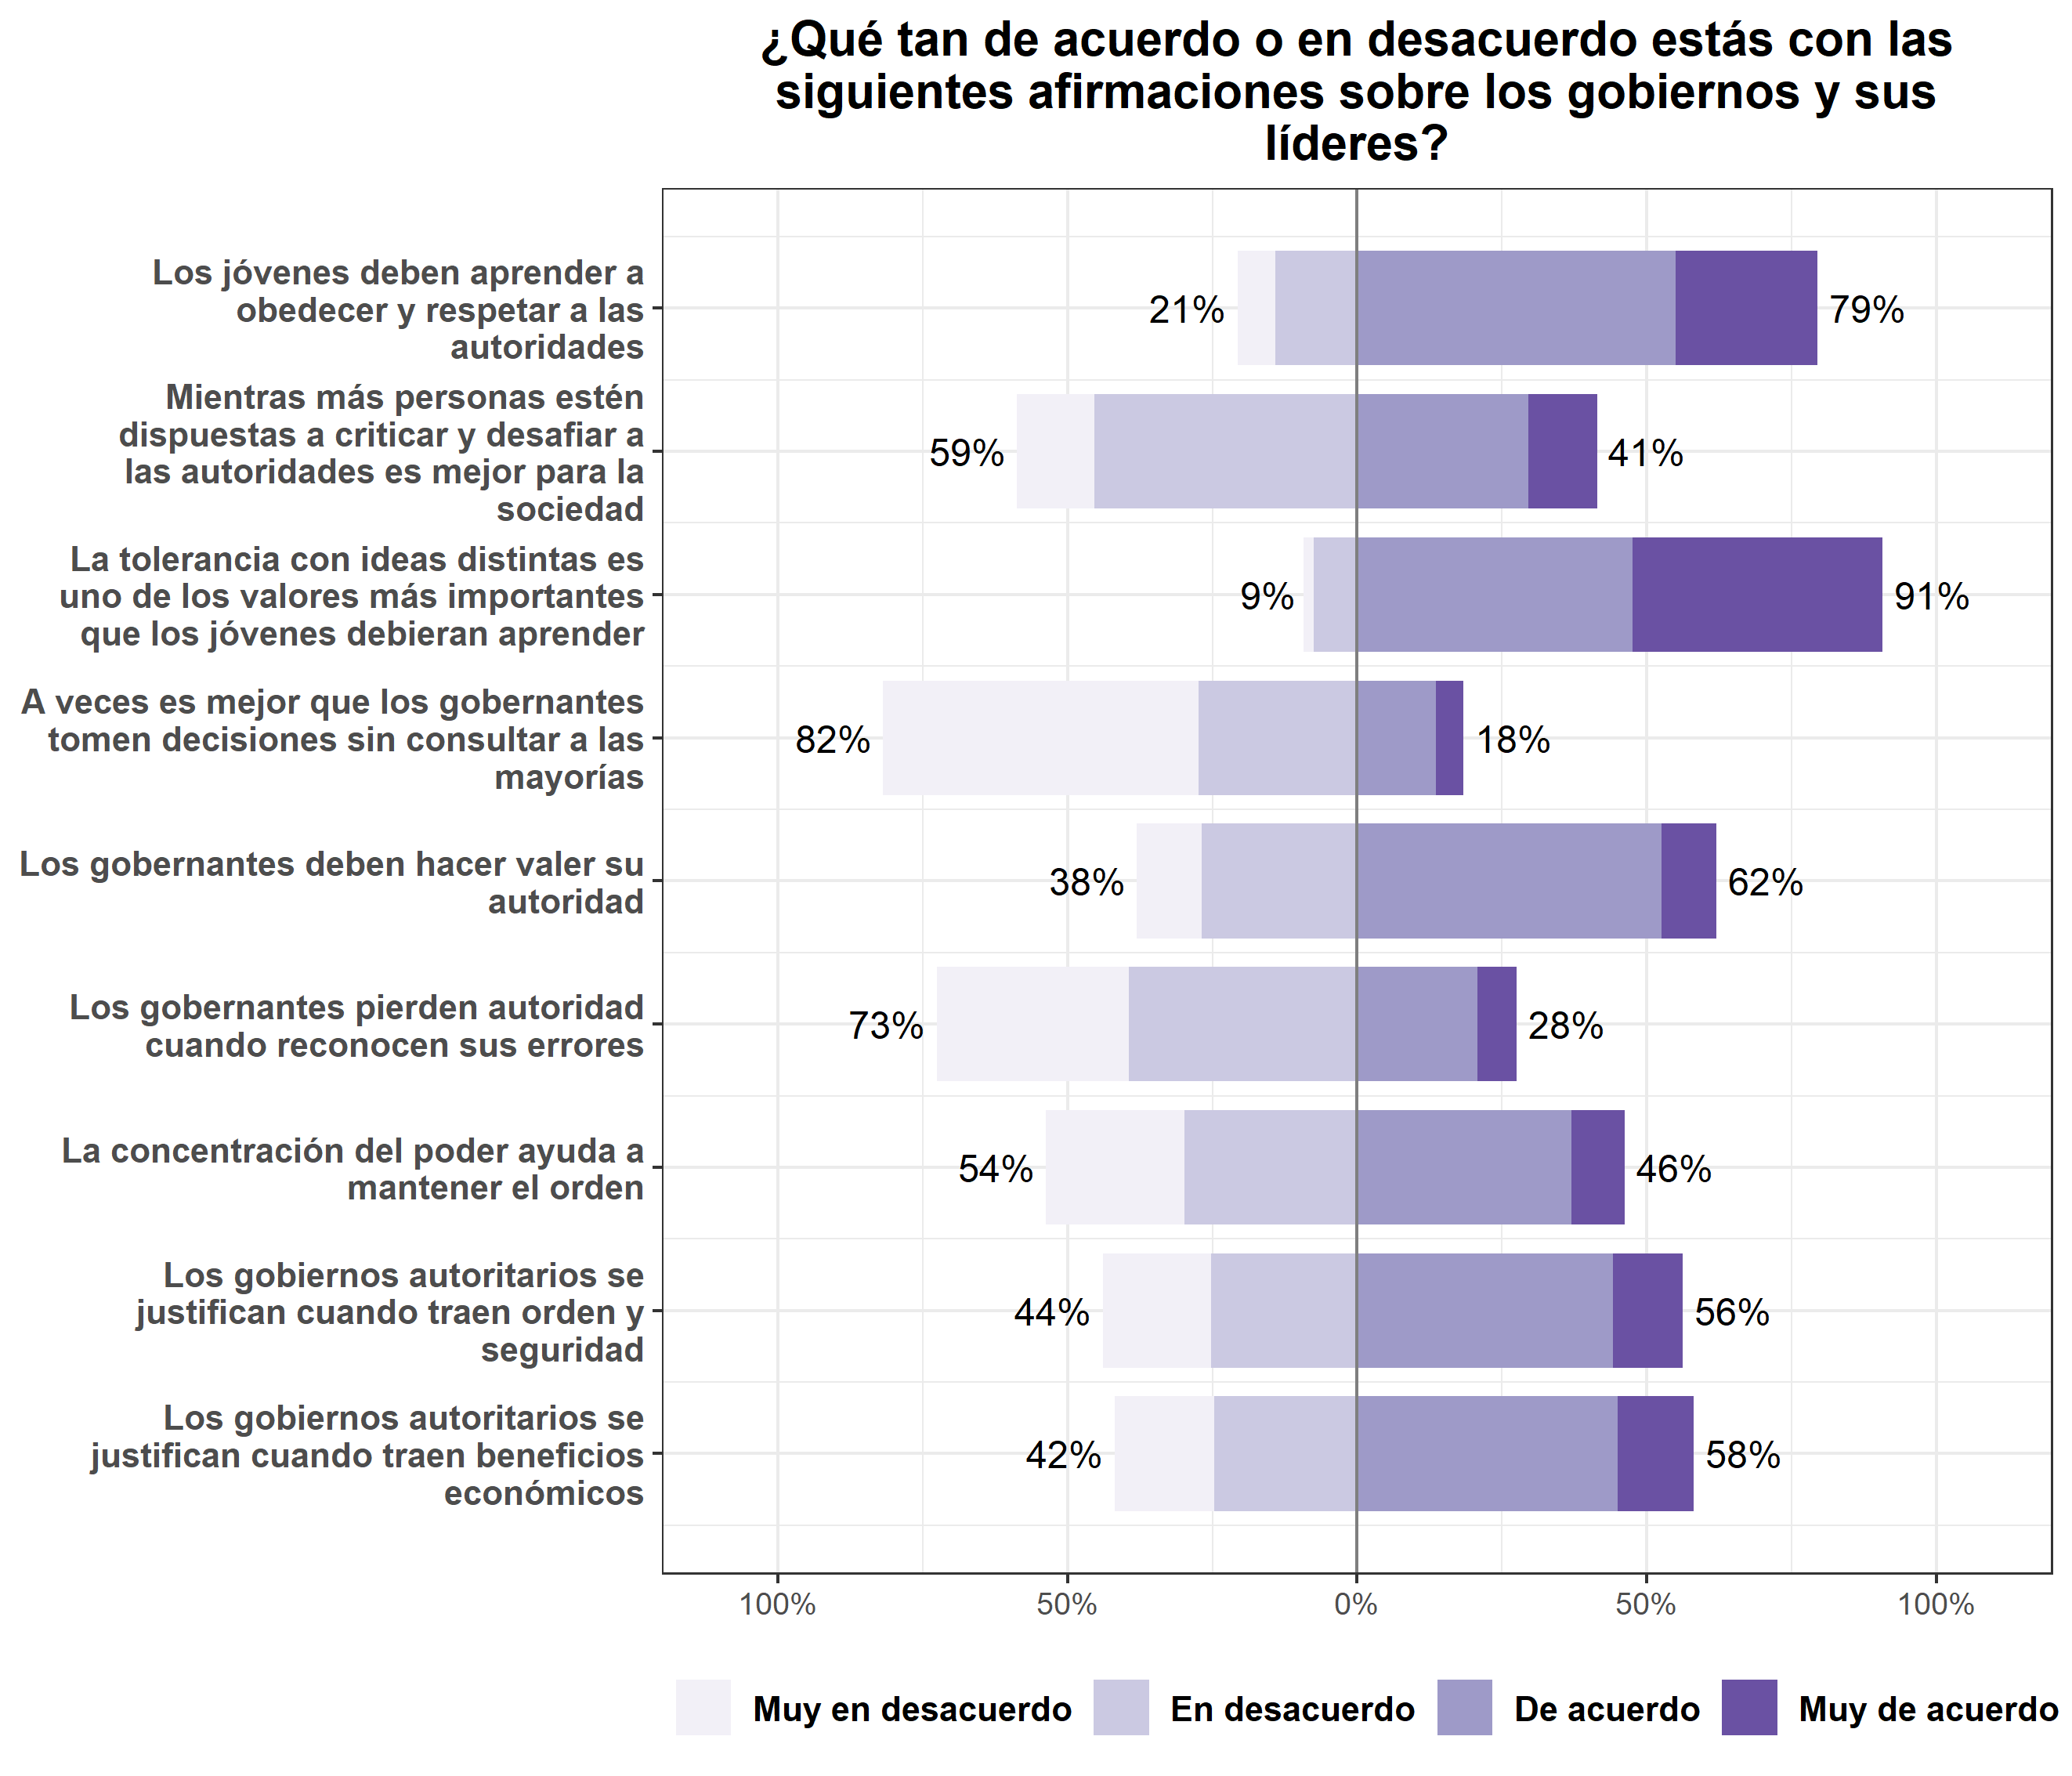 ¿Qué tan de acuerdo o en desacuerdo estás con las
siguientes afirmaciones sobre los gobiernos y sus
líderes?
Los jóvenes deben aprender a
obedecer y respetar a las
autoridades
21%
79%
Mientras más personas estén
dispuestas a criticar y desafiar a
las autoridades es mejor para la
sociedad
59%
41%
La tolerancia con ideas distintas es
uno de los valores más importantes
que los jóvenes debieran aprender
9%
91%
A veces es mejor que los gobernantes
tomen decisiones sin consultar a las
mayorías
82%
18%
Los gobernantes deben hacer valer su
autoridad
38%
62%
Los gobernantes pierden autoridad
cuando reconocen sus errores
73%
28%
La concentración del poder ayuda a
mantener el orden
54%
46%
Los gobiernos autoritarios se
justifican cuando traen orden y
seguridad
44%
56%
Los gobiernos autoritarios se
justifican cuando traen beneficios
económicos
42%
58%
100% 50% 0% 50% 100%
Muy en desacuerdo En desacuerdo De acuerdo Muy de acuerdo